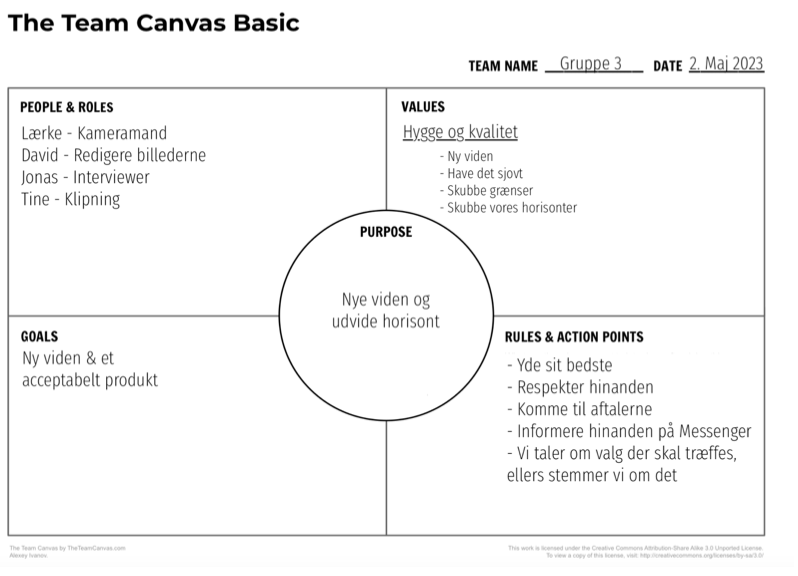 The Team Canvas Basic
TEAM NAME Gruppe 3 DATE 2. Maj 2023
PEOPLE & ROLES
Lærke - Kameramand
David - Redigere billederne
Jonas - Interviewer
Tine - Klipning
VALUES
Hygge og kvalitet
- Ny viden
- Have det sjovt
- Skubbe grænser
- Skubbe vores horisonter
PURPOSE
Nye viden og
udvide horisont
GOALS
Ny viden & et
acceptabelt produkt
RULES & ACTION POINTS
- Yde sit bedste
- Respekter hinanden
- Komme til aftalerne
- Informere hinanden på Messenger
- Vi taler om valg der skal træffes,
ellers stemmer vi om det
The Team Canvas by TheTeamCanvas.com
Alexey Ivanov.
This work is licensed under the Creative Commons Attribution-Share Alike 3.0 Unported License.
To view a copy of this license, visit: http://creativecommons.org/licenses/by-sa/3.0/